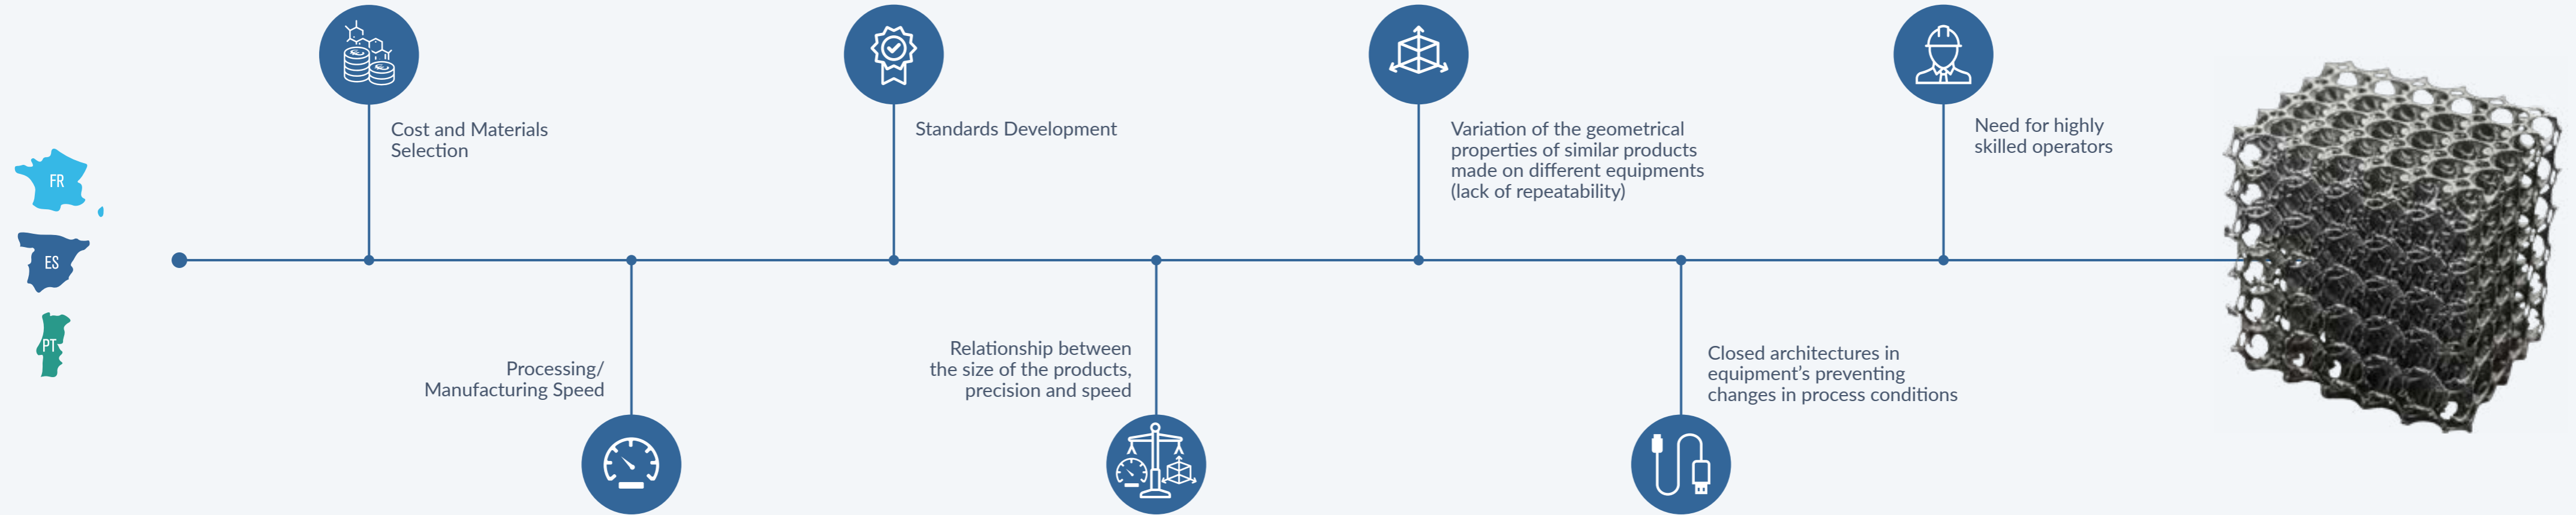 FR
ES
PT
Cost and Materials
Selection
Processing/
Manufacturing Speed
Standards Development
Relationship between
the size of the products,
precision and speed
Variation of the geometrical
properties of similar products
made on different equipments
(lack of repeatability)
Closed architectures in
equipment's preventing
changes in process conditions
Need for highly
skilled operators